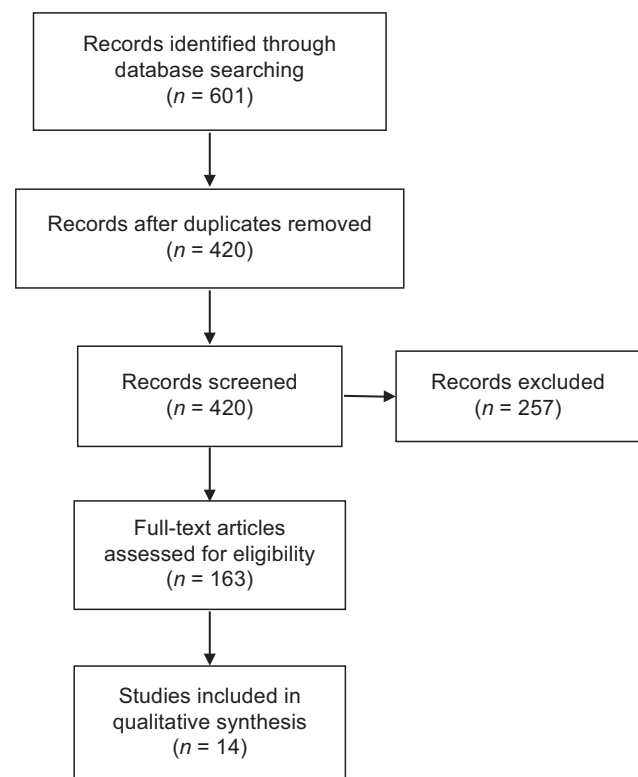 Records identified through
database searching
(n = 601)
Records after duplicates removed
(n = 420)
Records screened
(n = 420)
Records excluded
(n = 257)
Full-text articles
assessed for eligibility
(n = 163)
Studies included in
qualitative synthesis
(n = 14)